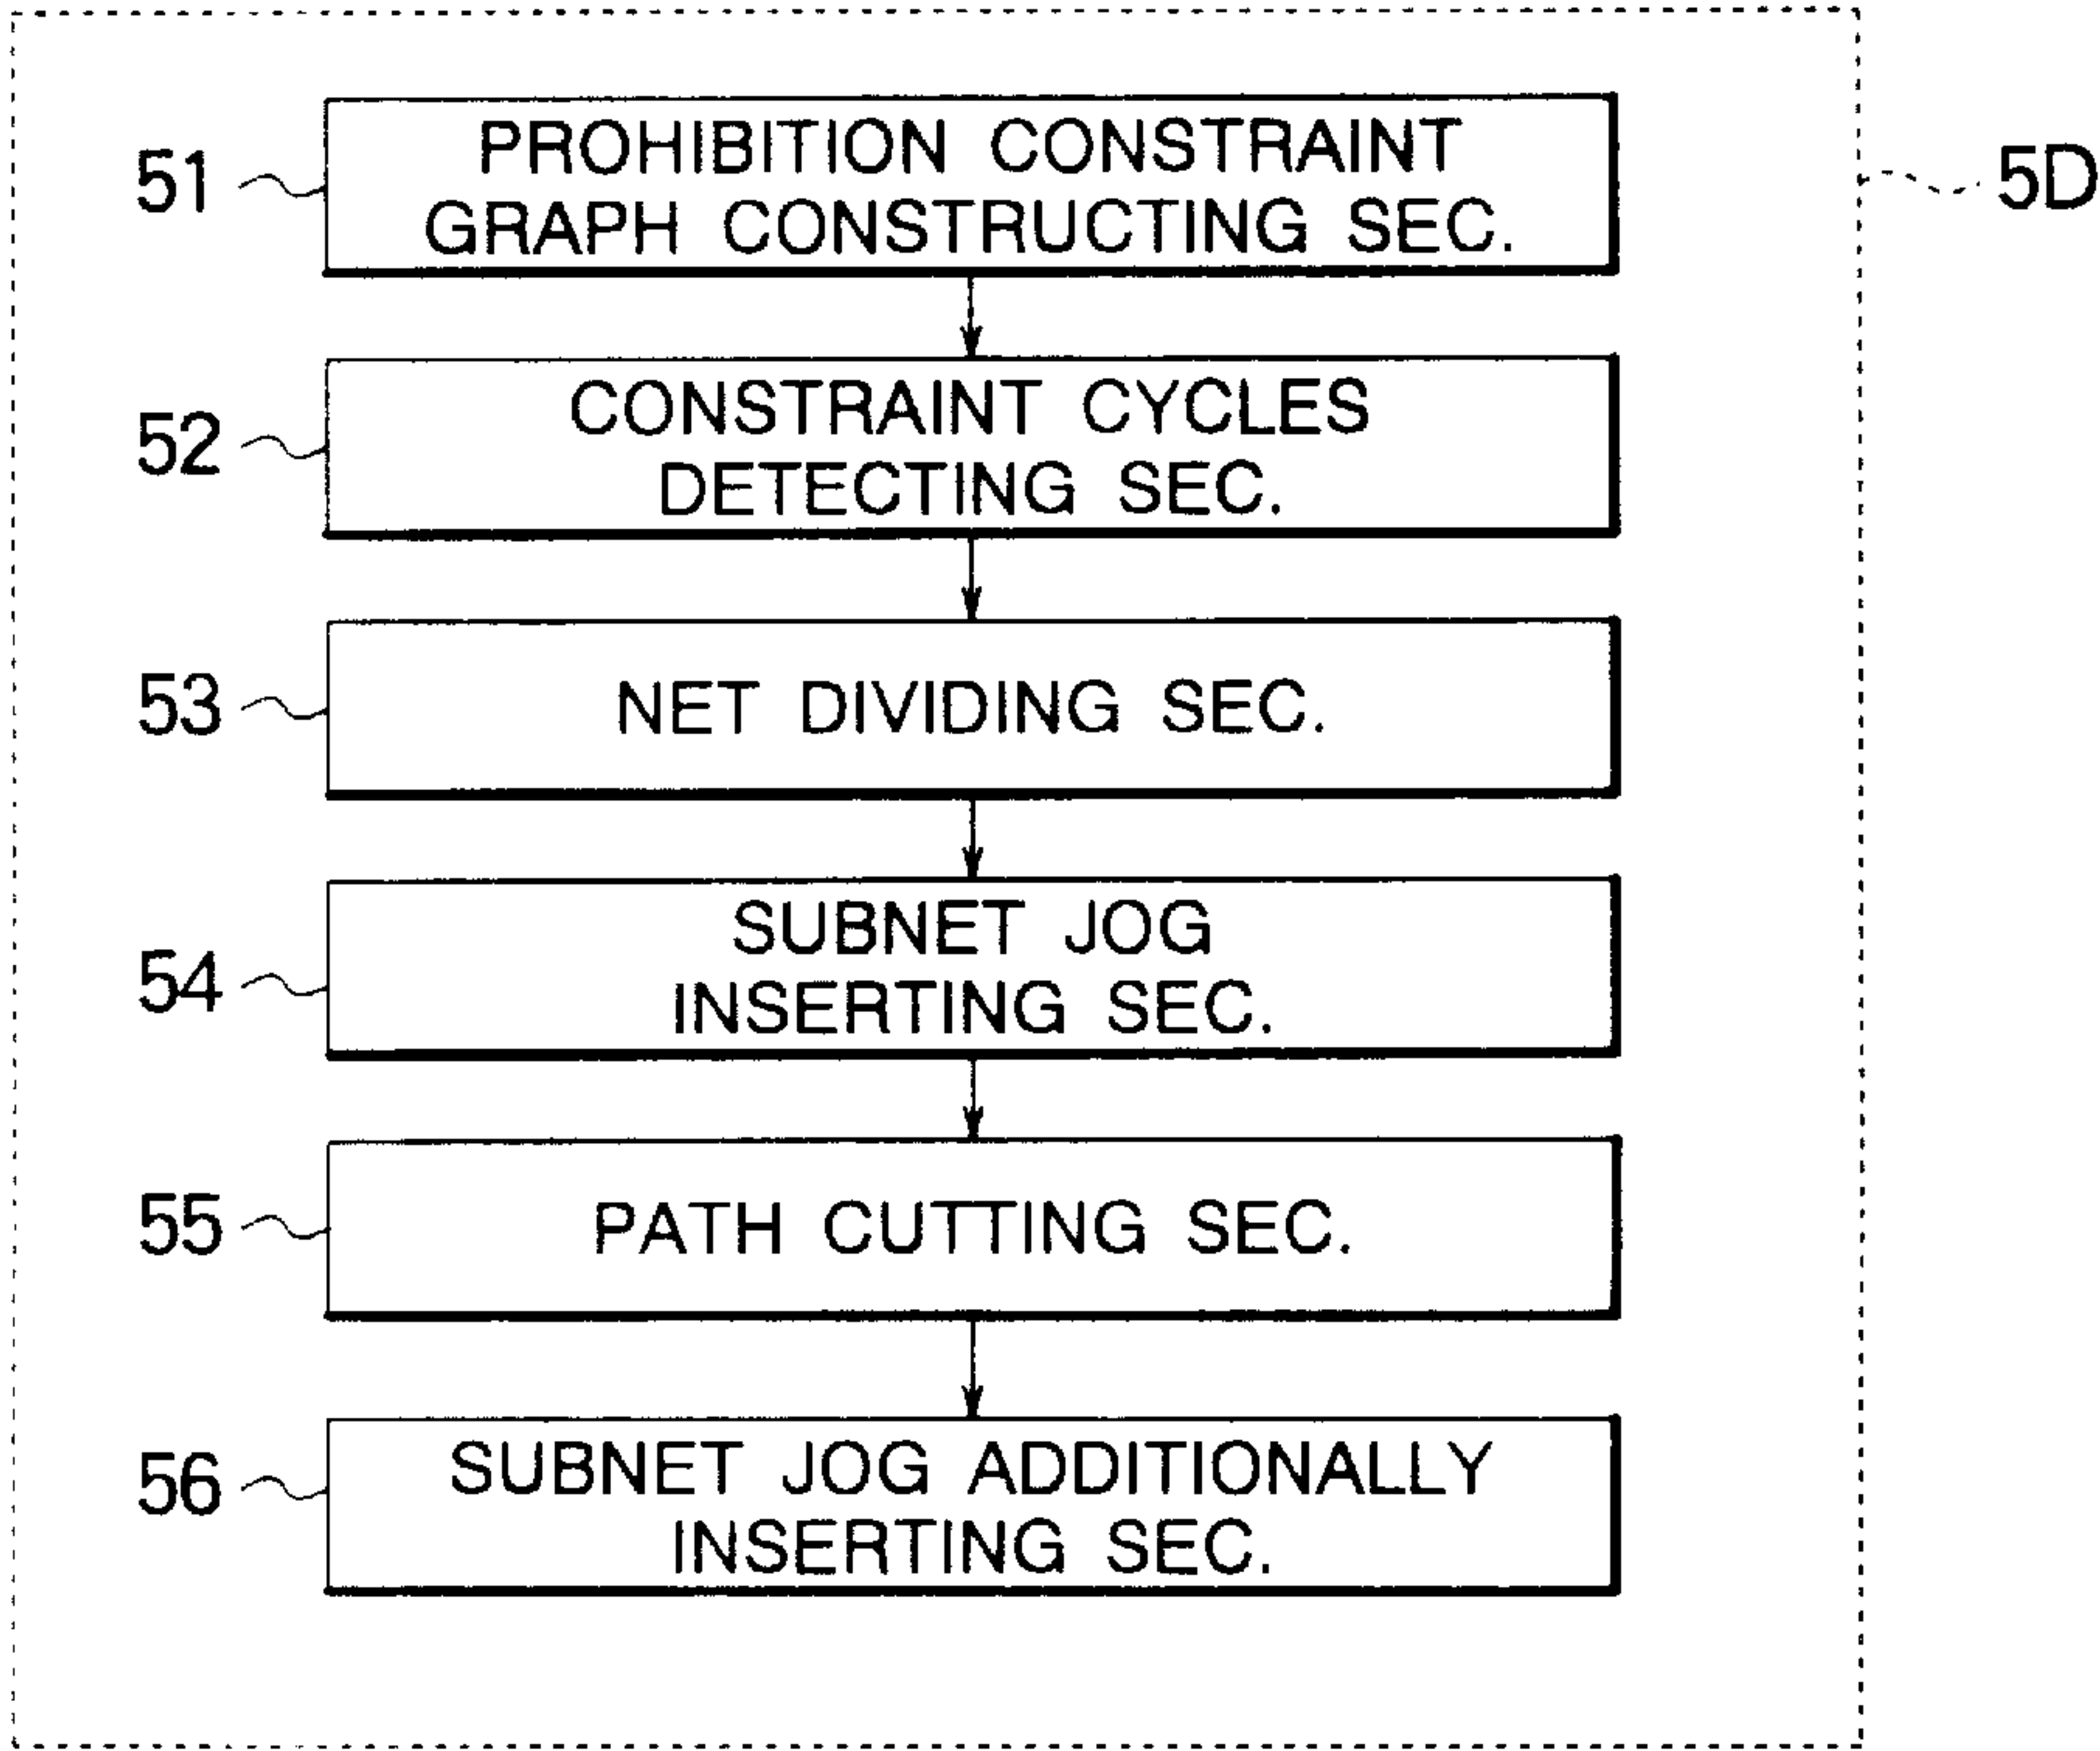 51
PROHIBITION CONSTRAINT
GRAPH CONSTRUCTING SEC.
5D
52
CONSTRAINT CYCLES
DETECTING SEC.
53
NET DIVIDING SEC.
54
SUBNET JOG
INSERTING SEC.
55
PATH CUTTING SEC.
56
SUBNET JOG ADDITIONALLY
INSERTING SEC.